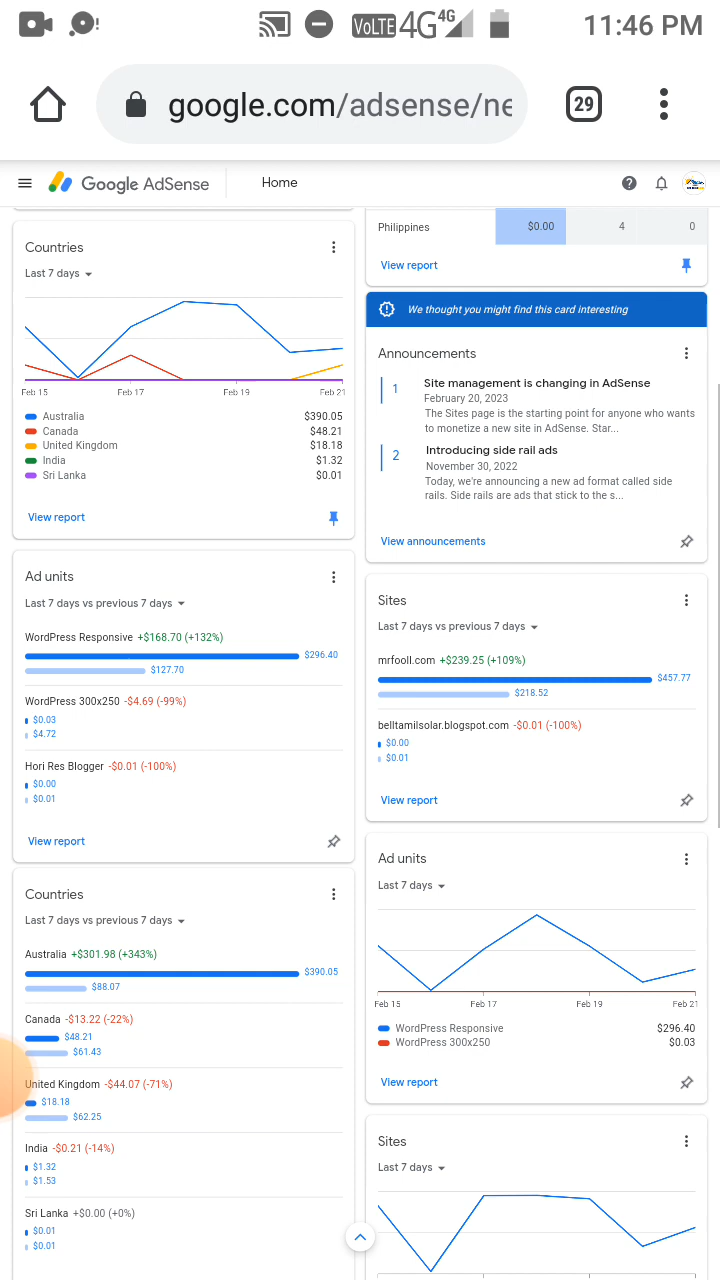 VoLTE 4G 4G 11:46 PM
google.com/adsense/ne
29
Google AdSense
Home
Countries
Last 7 days
Feb 15 Feb 17 Feb 19 Feb 21
Australia $390.05
Canada $48.21
United Kingdom $18.18
India $1.32
Sri Lanka $0.01
View report
Ad units
Last 7 days vs previous 7 days
WordPress Responsive +$168.70 (+132%)
$296.40
$127.70
WordPress 300x250 -$4.69 (-99%)
$0.03
$4.72
Hori Res Blogger -$0.01 (-100%)
$0.00
$0.01
View report
Countries
Last 7 days vs previous 7 days
Australia +$301.98 (+343%)
$390.05
$88.07
Canada -$13.22 (-22%)
$48.21
$61.43
United Kingdom -$44.07 (-71%)
$18.18
$62.25
India -$0.21 (-14%)
$1.32
$1.53
Sri Lanka +$0.00 (+0%)
$0.01
$0.01
Philippines $0.00 4 0
View report
We thought you might find this card interesting
Announcements
1 Site management is changing in AdSense
February 20, 2023
The Sites page is the starting point for anyone who wants
to monetize a new site in AdSense. Star...
2 Introducing side rail ads
November 30, 2022
Today, we're announcing a new ad format called side
rails. Side rails are ads that stick to the s...
View announcements
Sites
Last 7 days vs previous 7 days
mrfooll.com +$239.25 (+109%)
$457.77
$218.52
belltamilsolar.blogspot.com -$0.01 (-100%)
$0.00
$0.01
View report
Ad units
Last 7 days
Feb 15 Feb 17 Feb 19 Feb 21
WordPress Responsive $296.40
WordPress 300x250 $0.03
View report
Sites
Last 7 days